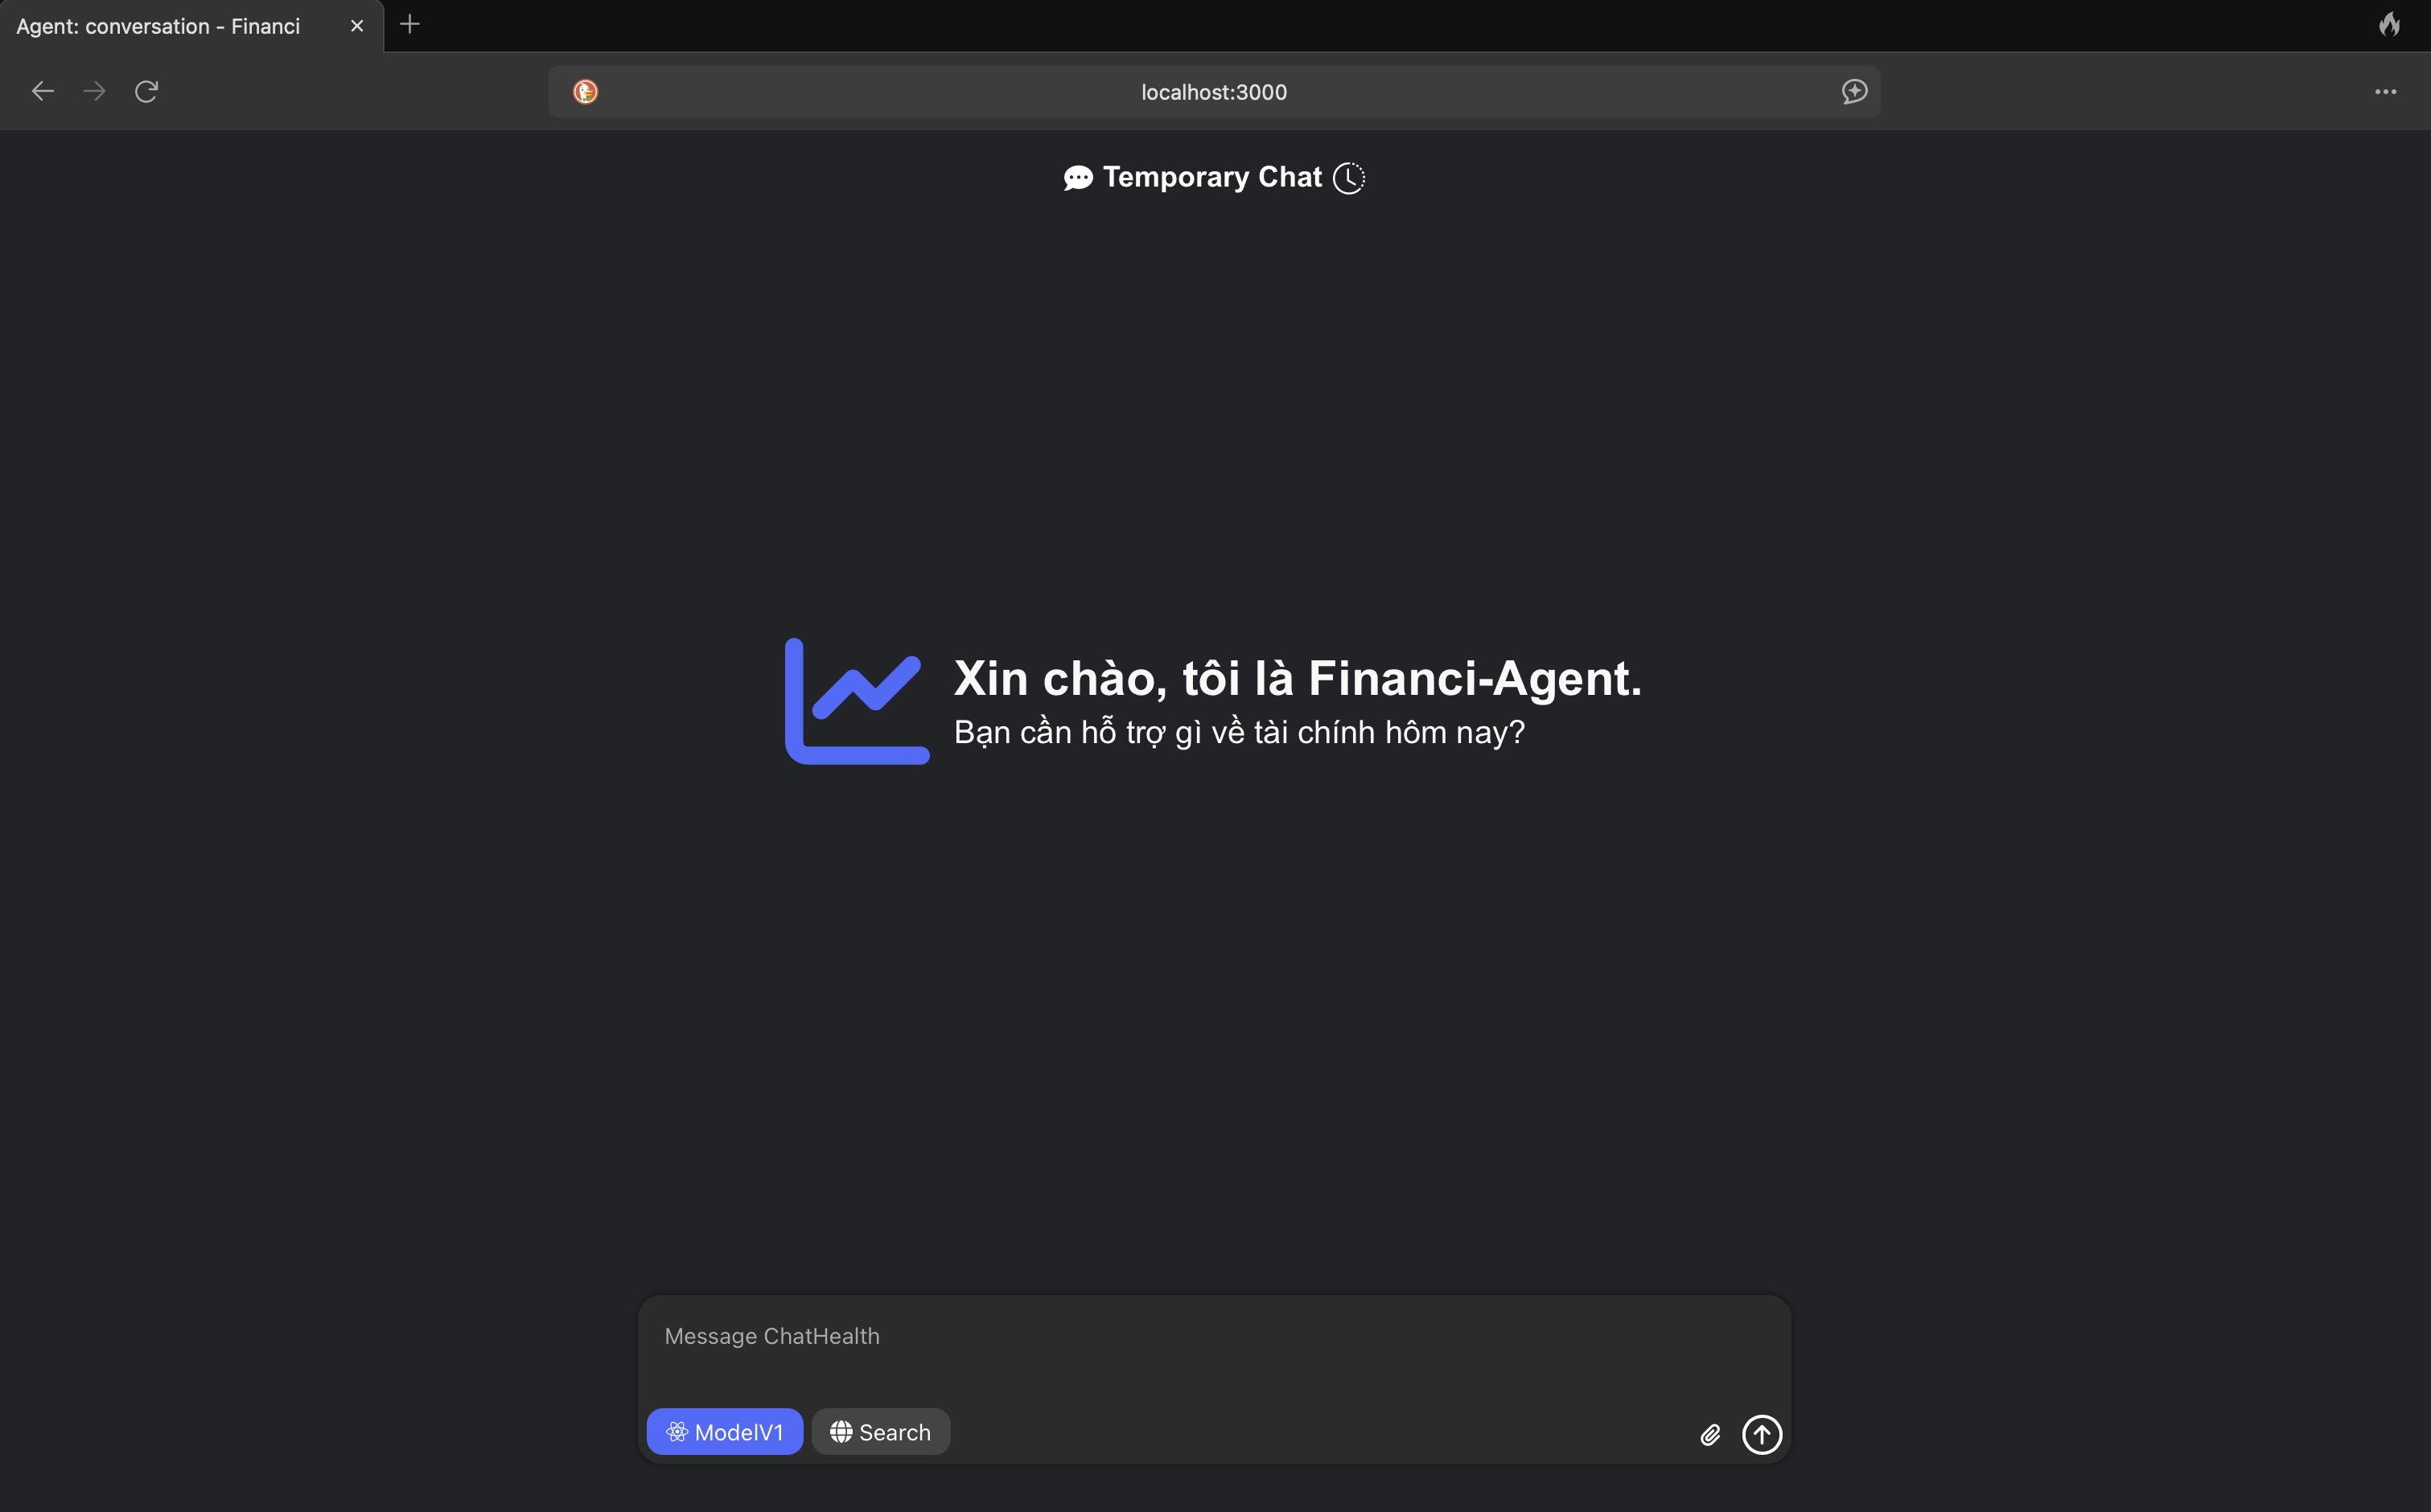 Agent: conversation - Financi
localhost:3000
Temporary Chat
Xin chào, tôi là Financi-Agent.
Bạn cần hỗ trợ gì về tài chính hôm nay?
Message ChatHealth
ModelV1
Search